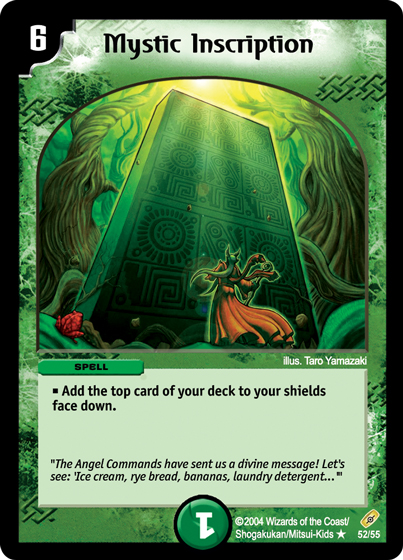 6
Mystic Inscription
illus. Taro Yamazaki
SPELL
▪ Add the top card of your deck to your shields
face down.
"The Angel Commands have sent us a divine message! Let's
see: 'Ice cream, rye bread, bananas, laundry detergent...'"
1
©2004 Wizards of the Coast/
Shogakukan/Mitsui-Kids ★ 52/55